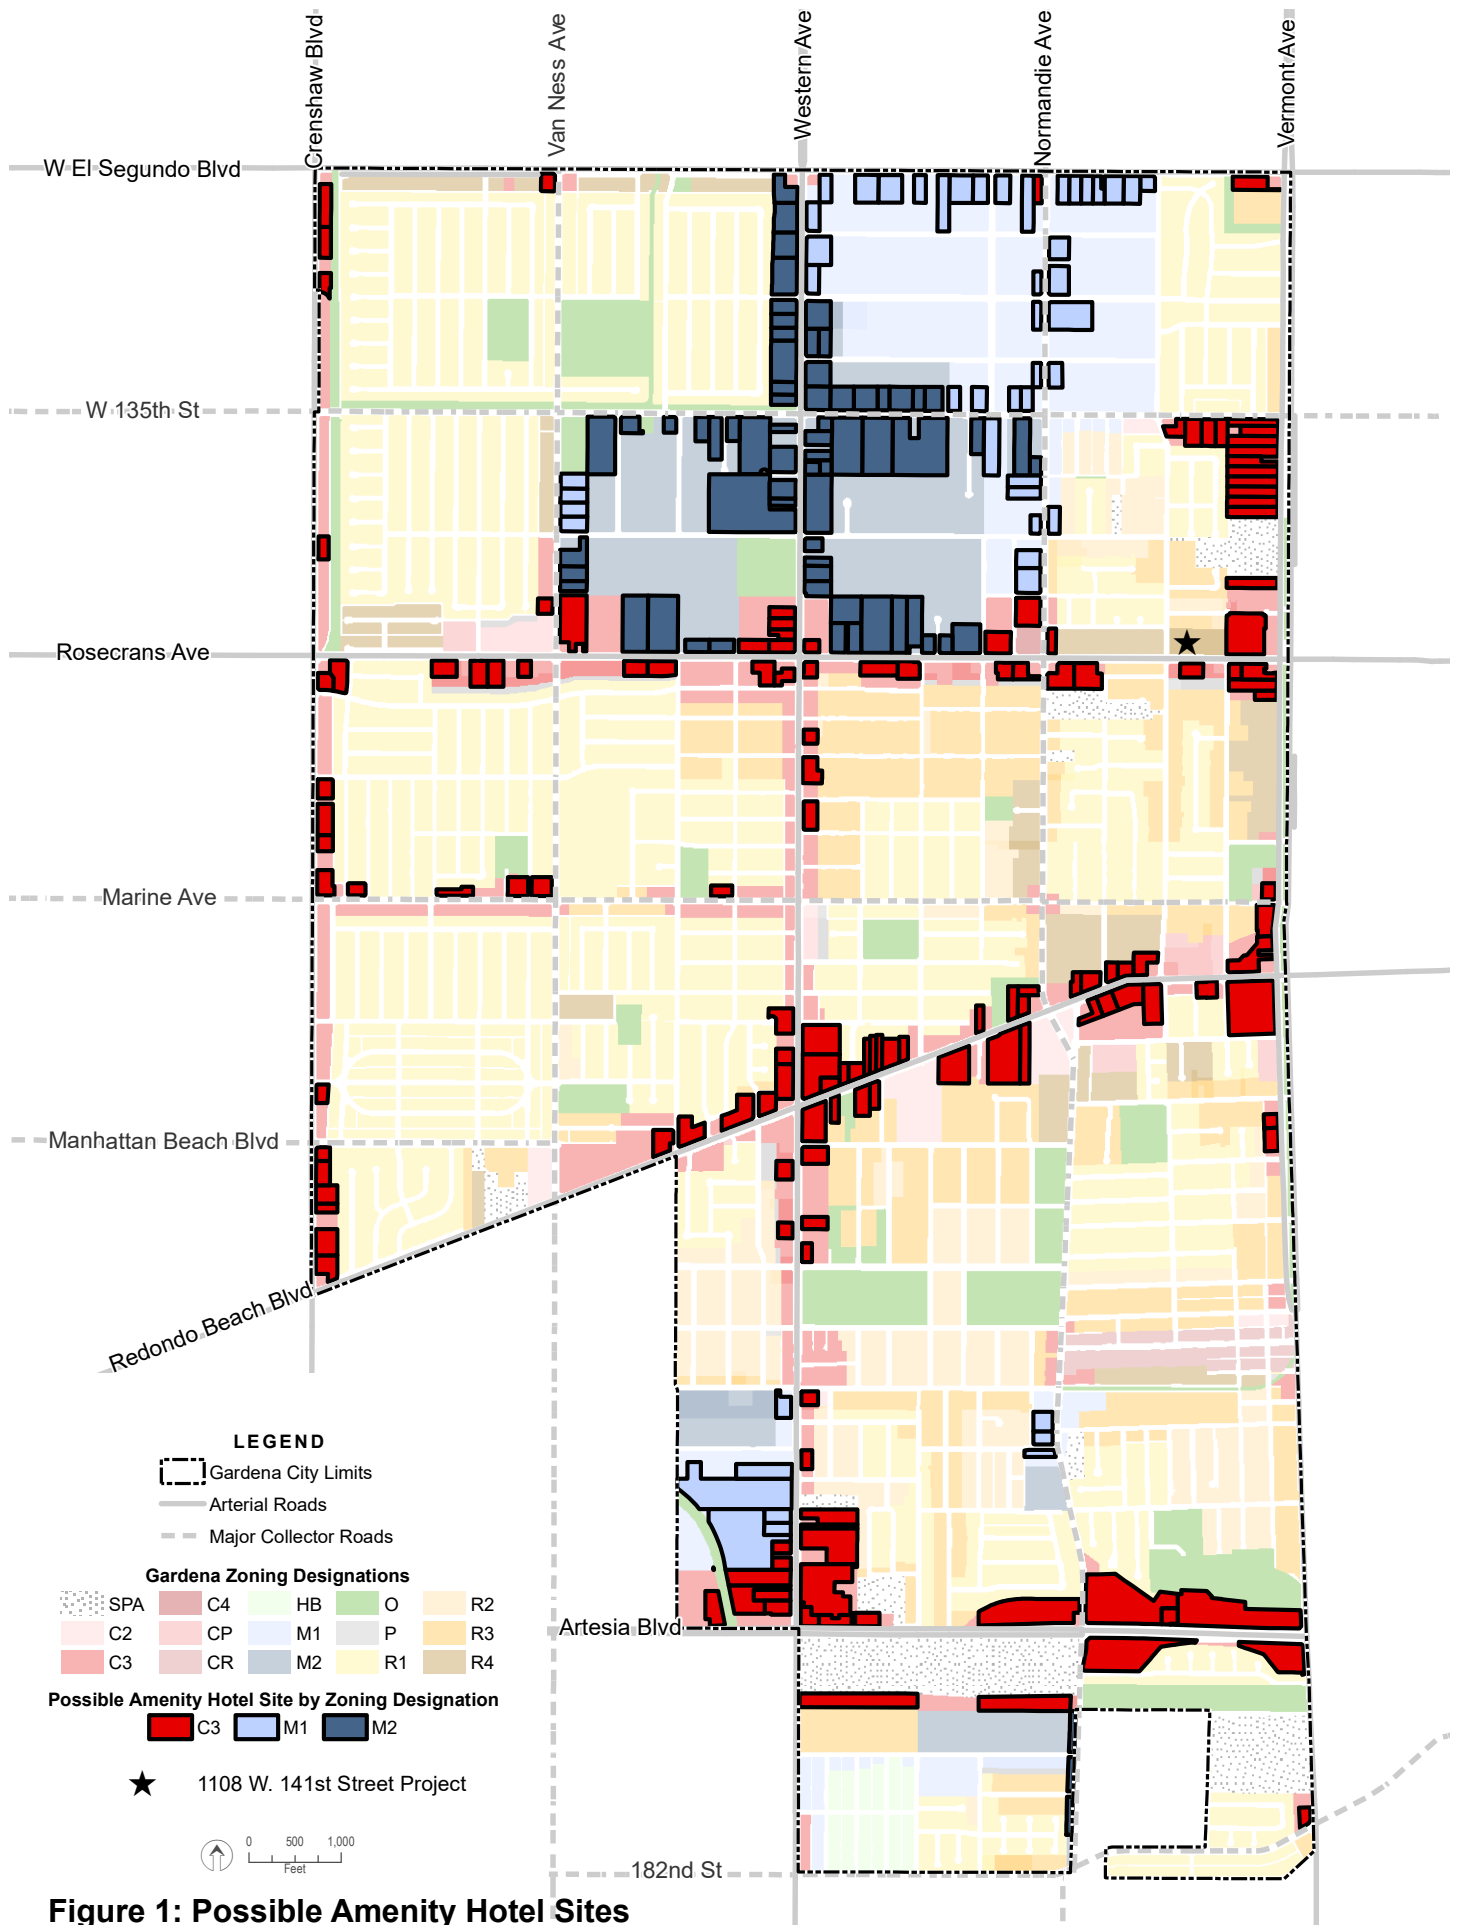 Crenshaw Blvd
Van Ness Ave
Western Ave
Normandie Ave
Vermont Ave
W El Segundo Blvd
W 135th St
Rosecrans Ave
Marine Ave
Manhattan Beach Blvd
Redondo Beach Blvd
Artesia Blvd
182nd St
LEGEND
Gardena City Limits
Arterial Roads
Major Collector Roads
Gardena Zoning Designations
SPA C4 HB O R2
C2 CP M1 P R3
C3 CR M2 R1 R4
Possible Amenity Hotel Site by Zoning Designation
C3 M1 M2
1108 W. 141st Street Project
0 500 1,000
Feet
Figure 1: Possible Amenity Hotel Sites